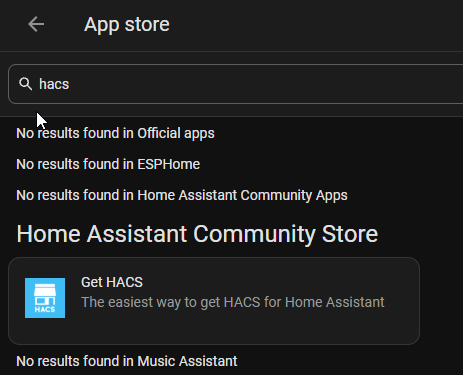 App store
hacs
No results found in Official apps
No results found in ESPHome
No results found in Home Assistant Community Apps
Home Assistant Community Store
HACS
Get HACS
The easiest way to get HACS for Home Assistant
No results found in Music Assistant